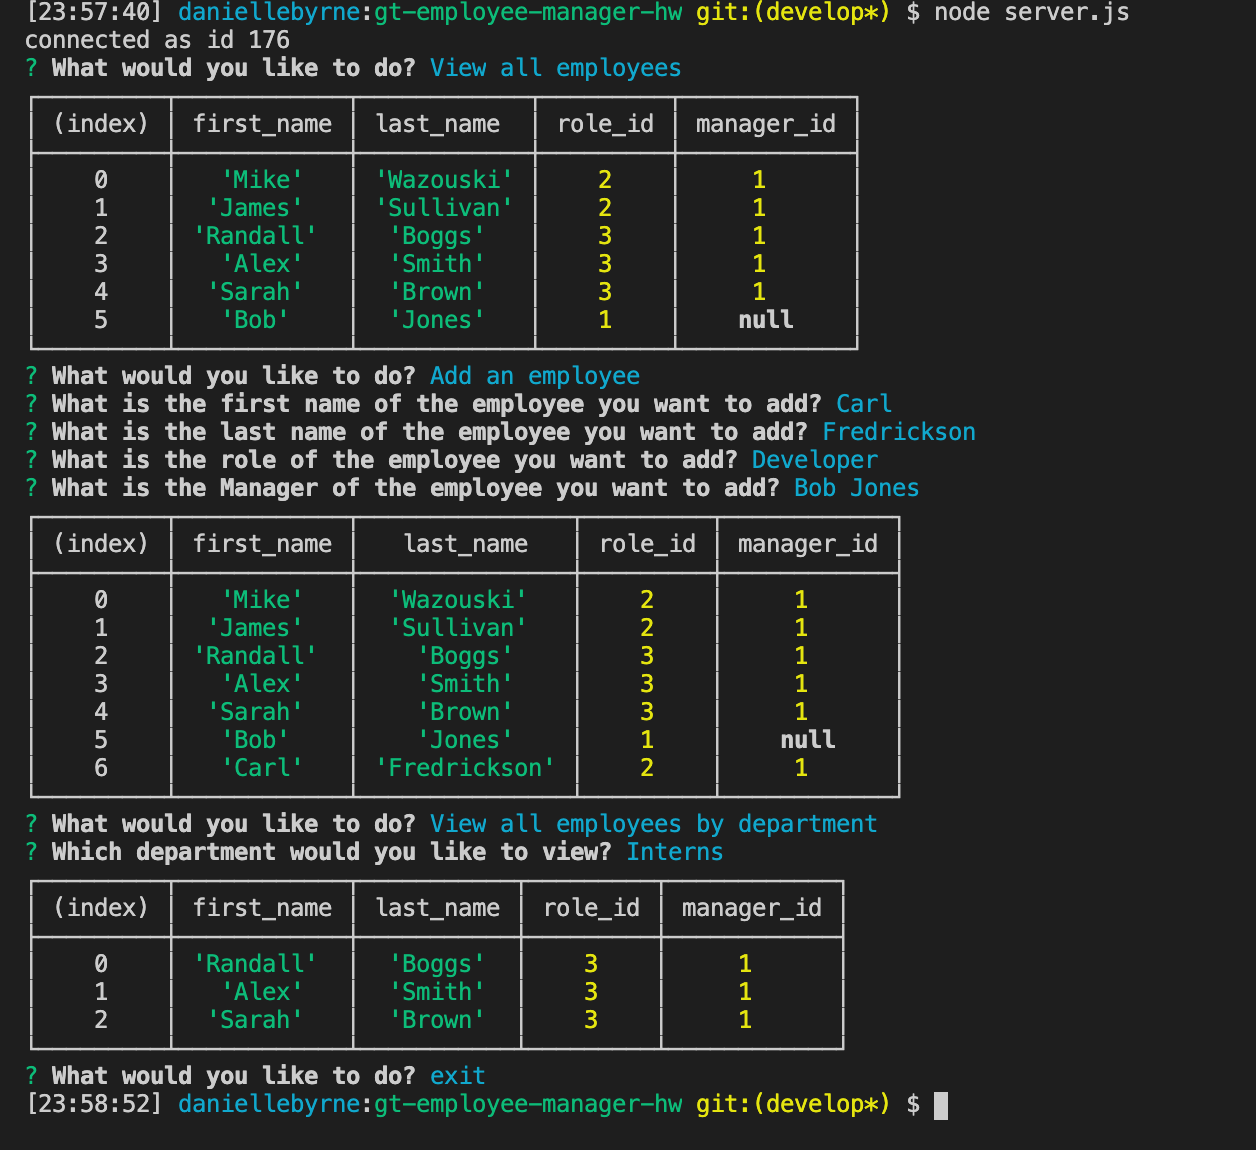 [23:57:40] daniellebyrne:gt-employee-manager-hw git:(develop*) $ node server.js
connected as id 176
? What would you like to do? View all employees
(index) first_name last_name role_id manager_id
0 'Mike' 'Wazouski' 2 1
1 'James' 'Sullivan' 2 1
2 'Randall' 'Boggs' 3 1
3 'Alex' 'Smith' 3 1
4 'Sarah' 'Brown' 3 1
5 'Bob' 'Jones' 1 null
? What would you like to do? Add an employee
? What is the first name of the employee you want to add? Carl
? What is the last name of the employee you want to add? Fredrickson
? What is the role of the employee you want to add? Developer
? What is the Manager of the employee you want to add? Bob Jones
(index) first_name last_name role_id manager_id
0 'Mike' 'Wazouski' 2 1
1 'James' 'Sullivan' 2 1
2 'Randall' 'Boggs' 3 1
3 'Alex' 'Smith' 3 1
4 'Sarah' 'Brown' 3 1
5 'Bob' 'Jones' 1 null
6 'Carl' 'Fredrickson' 2 1
? What would you like to do? View all employees by department
? Which department would you like to view? Interns
(index) first_name last_name role_id manager_id
0 'Randall' 'Boggs' 3 1
1 'Alex' 'Smith' 3 1
2 'Sarah' 'Brown' 3 1
? What would you like to do? exit
[23:58:52] daniellebyrne:gt-employee-manager-hw git:(develop*) $